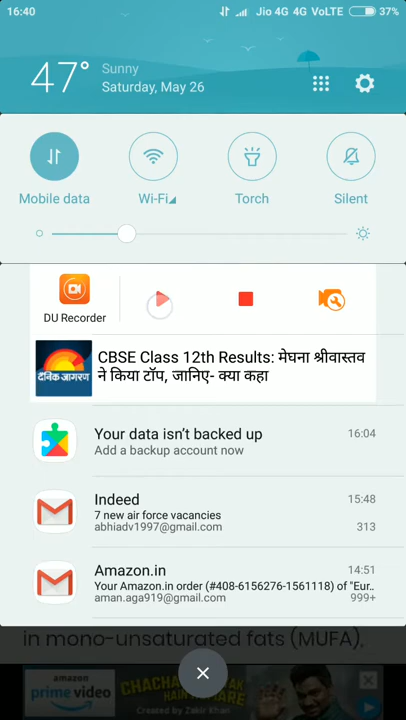 16:40
Jio 4G 4G VoLTE 37%
47° Sunny
Saturday, May 26
Mobile data Wi-Fi Torch Silent
DU Recorder
दैनिक जागरण
CBSE Class 12th Results: मेघना श्रीवास्तव
ने किया टॉप, जानिए- क्या कहा
Your data isn't backed up 16:04
Add a backup account now
Indeed 15:48
7 new air force vacancies
abhiadv1997@gmail.com 313
Amazon.in 14:51
Your Amazon.in order (#408-6156276-1561118) of "Eur..
aman.aga919@gmail.com 999+
in mono-unsaturated fats (MUFA),
amazon
prime video
CHACHA
HAIN HUMARE
Created by Zakir Khan